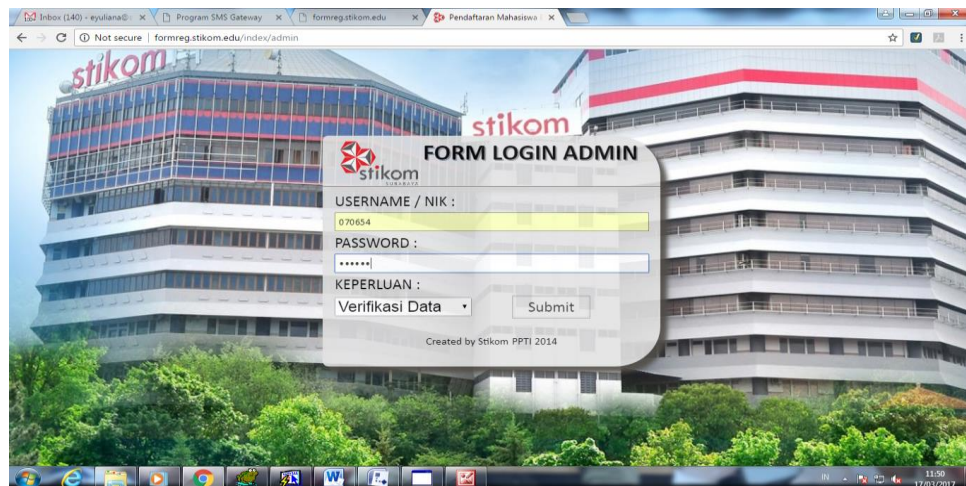 Inbox (140) - eyuliana@
Program SMS Gateway
formreg.stikom.edu
Pendaftaran Mahasiswa
Not secure | formreg.stikom.edu/index/admin
stikom
stikom
stikom
SURABAYA
FORM LOGIN ADMIN
USERNAME / NIK :
070654
PASSWORD :
••••••
KEPERLUAN :
Verifikasi Data
Submit
Created by Stikom PPTI 2014
IN
11:50
17/03/2017